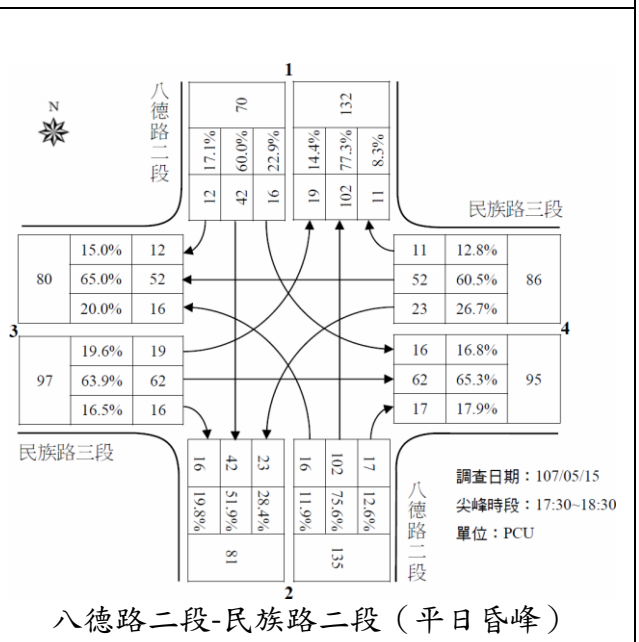 1
N
八德路二段
70
17.1% 60.0% 22.9%
12 42 16
132
14.4% 77.3% 8.3%
19 102 11
民族路三段
80
15.0% 12
65.0% 52
20.0% 16
11 12.8%
52 60.5%
23 26.7%
86
3
4
97
19.6% 19
63.9% 62
16.5% 16
16 16.8%
62 65.3%
17 17.9%
95
民族路三段
16 42 23
19.8% 51.9% 28.4%
81
16 102 17
11.9% 75.6% 12.6%
135
八德路二段
調查日期：107/05/15
尖峰時段：17:30~18:30
單位：PCU
2
八德路二段-民族路二段（平日昏峰）